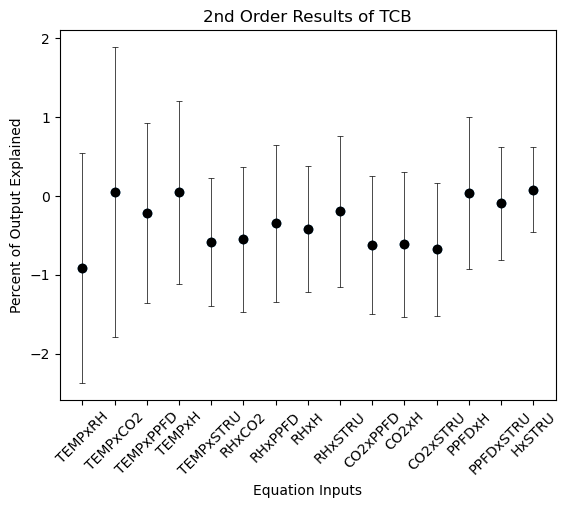 2nd Order Results of TCB
Percent of Output Explained
2
1
0
−1
−2
TEMPxRH
TEMPxCO2
TEMPxPPFD
TEMPxH
TEMPxSTRU
RHxCO2
RHxPPFD
RHxH
RHxSTRU
CO2xPPFD
CO2xH
CO2xSTRU
PPFDxH
PPFDxSTRU
HxSTRU
Equation Inputs